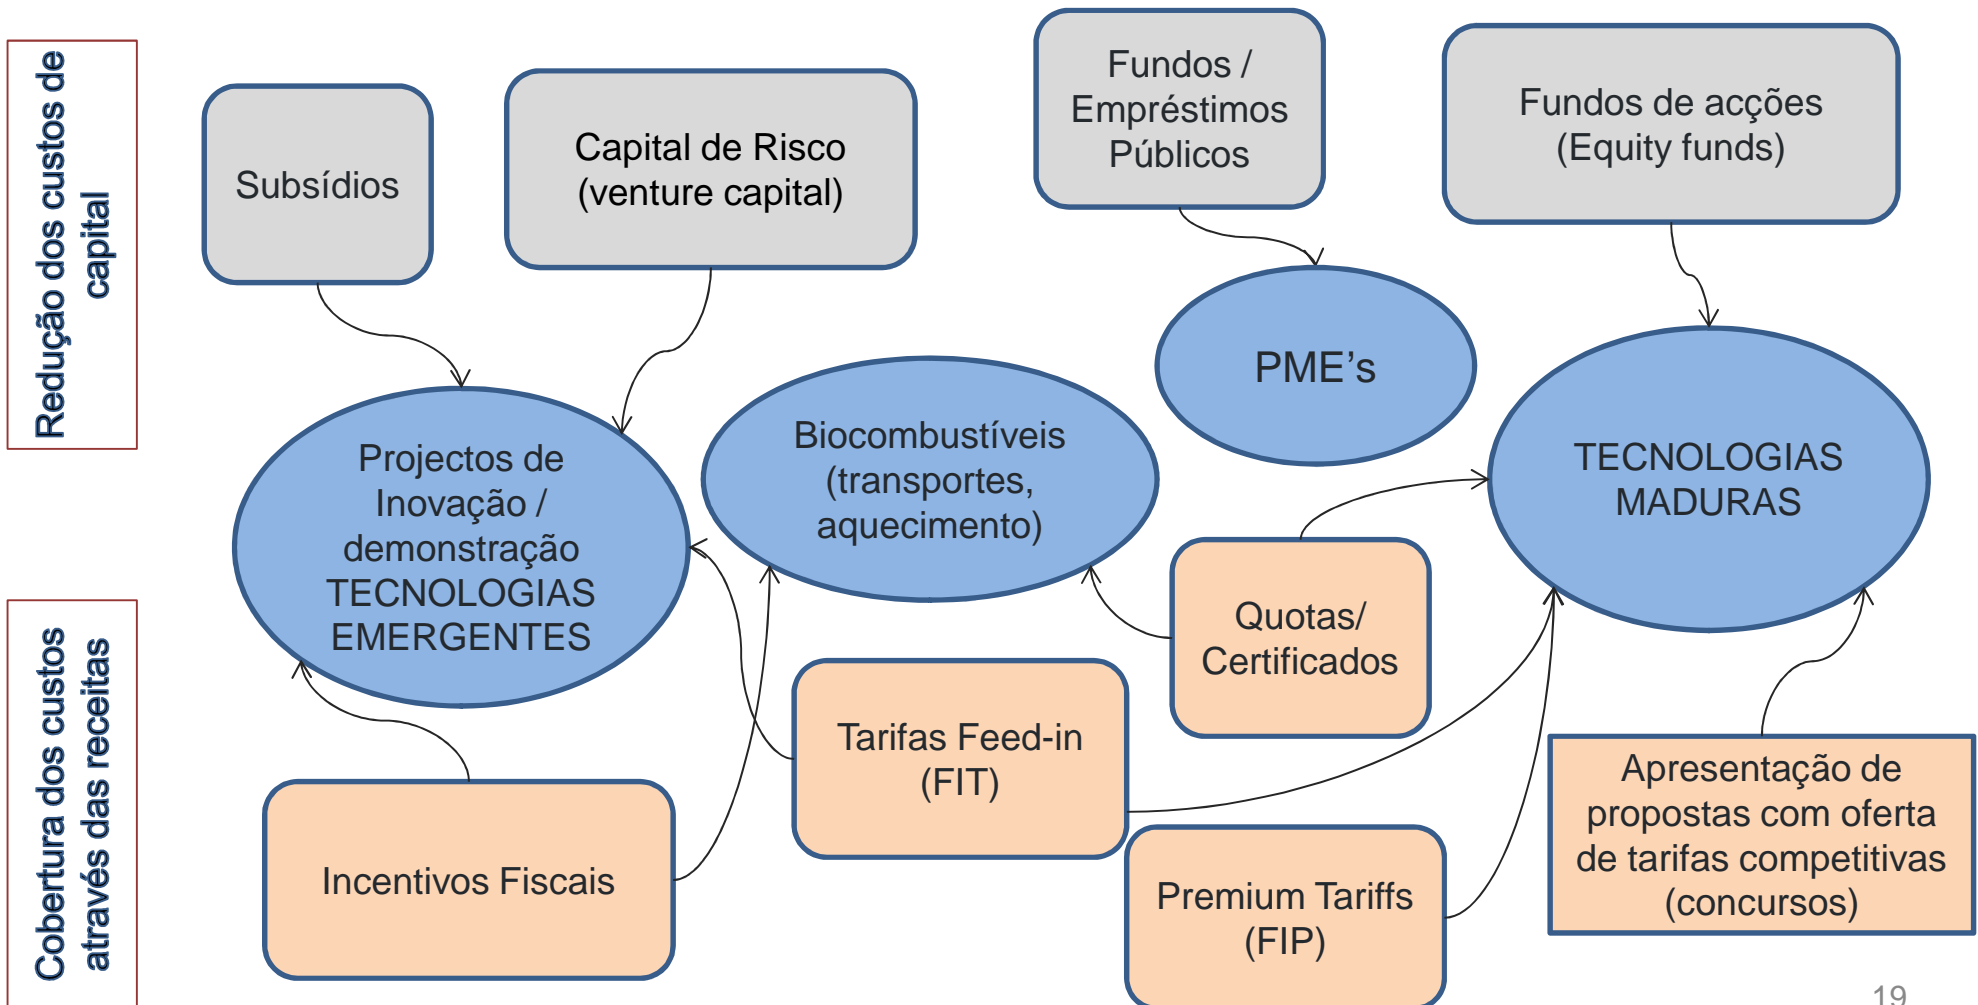 Redução dos custos de
capital
Subsídios
Capital de Risco
(venture capital)
Fundos /
Empréstimos
Públicos
Fundos de acções
(Equity funds)
Projectos de
Inovação /
demonstração
TECNOLOGIAS
EMERGENTES
Biocombustíveis
(transportes,
aquecimento)
PME’s
TECNOLOGIAS
MADURAS
Cobertura dos custos
através das receitas
Incentivos Fiscais
Tarifas Feed-in
(FIT)
Quotas/
Certificados
Premium Tariffs
(FIP)
Apresentação de
propostas com oferta
de tarifas competitivas
(concursos)
19